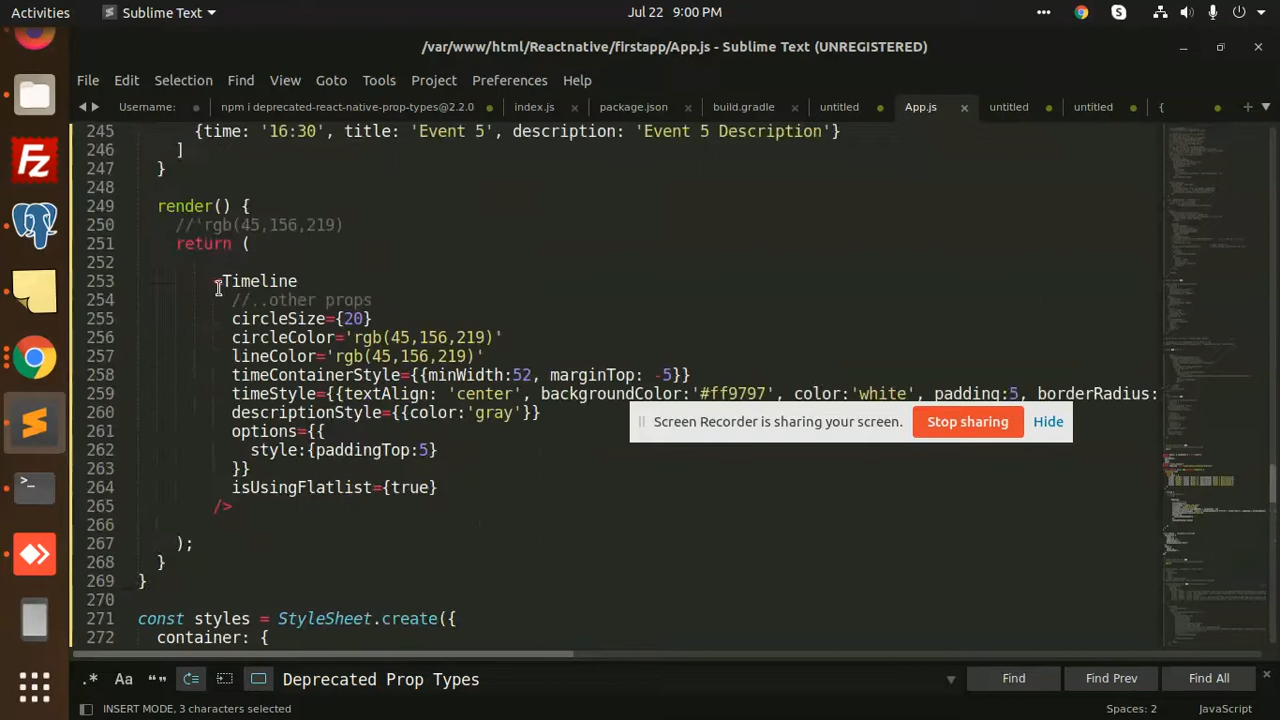 Activities
Sublime Text
Jul 22 9:00 PM
/var/www/html/Reactnative/firstapp/App.js - Sublime Text (UNREGISTERED)
File Edit Selection Find View Goto Tools Project Preferences Help
Username: npm i deprecated-react-native-prop-types@2.2.0 index.js package.json build.gradle untitled App.js untitled untitled {
245 {time: '16:30', title: 'Event 5', description: 'Event 5 Description'}
246 ]
247 }
248
249 render() {
250 //'rgb(45,156,219)
251 return (
252
253 <Timeline
254 //..other props
255 circleSize={20}
256 circleColor='rgb(45,156,219)'
257 lineColor='rgb(45,156,219)'
258 timeContainerStyle={{minWidth:52, marginTop: -5}}
259 timeStyle={{textAlign: 'center', backgroundColor:'#ff9797', color:'white', padding:5, borderRadius:
260 descriptionStyle={{color:'gray'}}
Screen Recorder is sharing your screen. Stop sharing Hide
261 options={{
262 style:{paddingTop:5}
263 }}
264 isUsingFlatlist={true}
265 />
266
267 );
268 }
269 }
270
271 const styles = StyleSheet.create({
272 container: {
.* Aa Deprecated Prop Types Find Find Prev Find All
INSERT MODE, 3 characters selected Spaces: 2 JavaScript